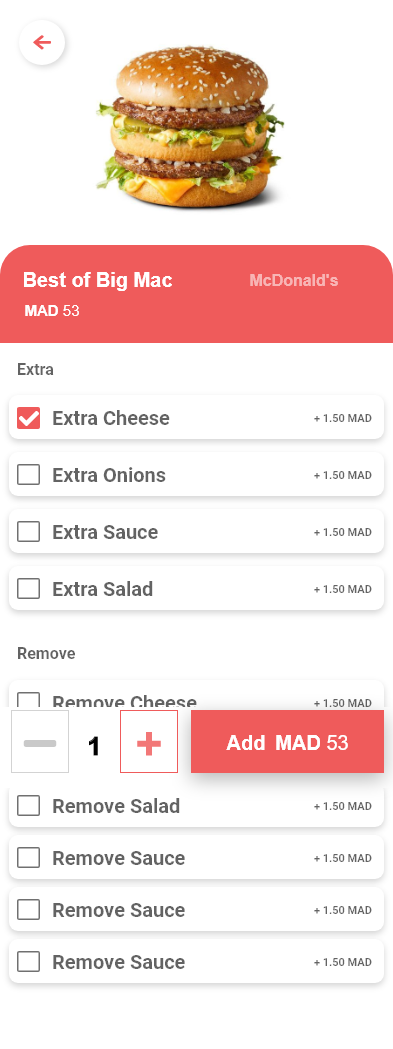 Best of Big Mac McDonald's
MAD 53
Extra
Extra Cheese + 1.50 MAD
Extra Onions + 1.50 MAD
Extra Sauce + 1.50 MAD
Extra Salad + 1.50 MAD
Remove
Remove Cheese + 1.50 MAD
1 Add MAD 53
Remove Salad + 1.50 MAD
Remove Sauce + 1.50 MAD
Remove Sauce + 1.50 MAD
Remove Sauce + 1.50 MAD